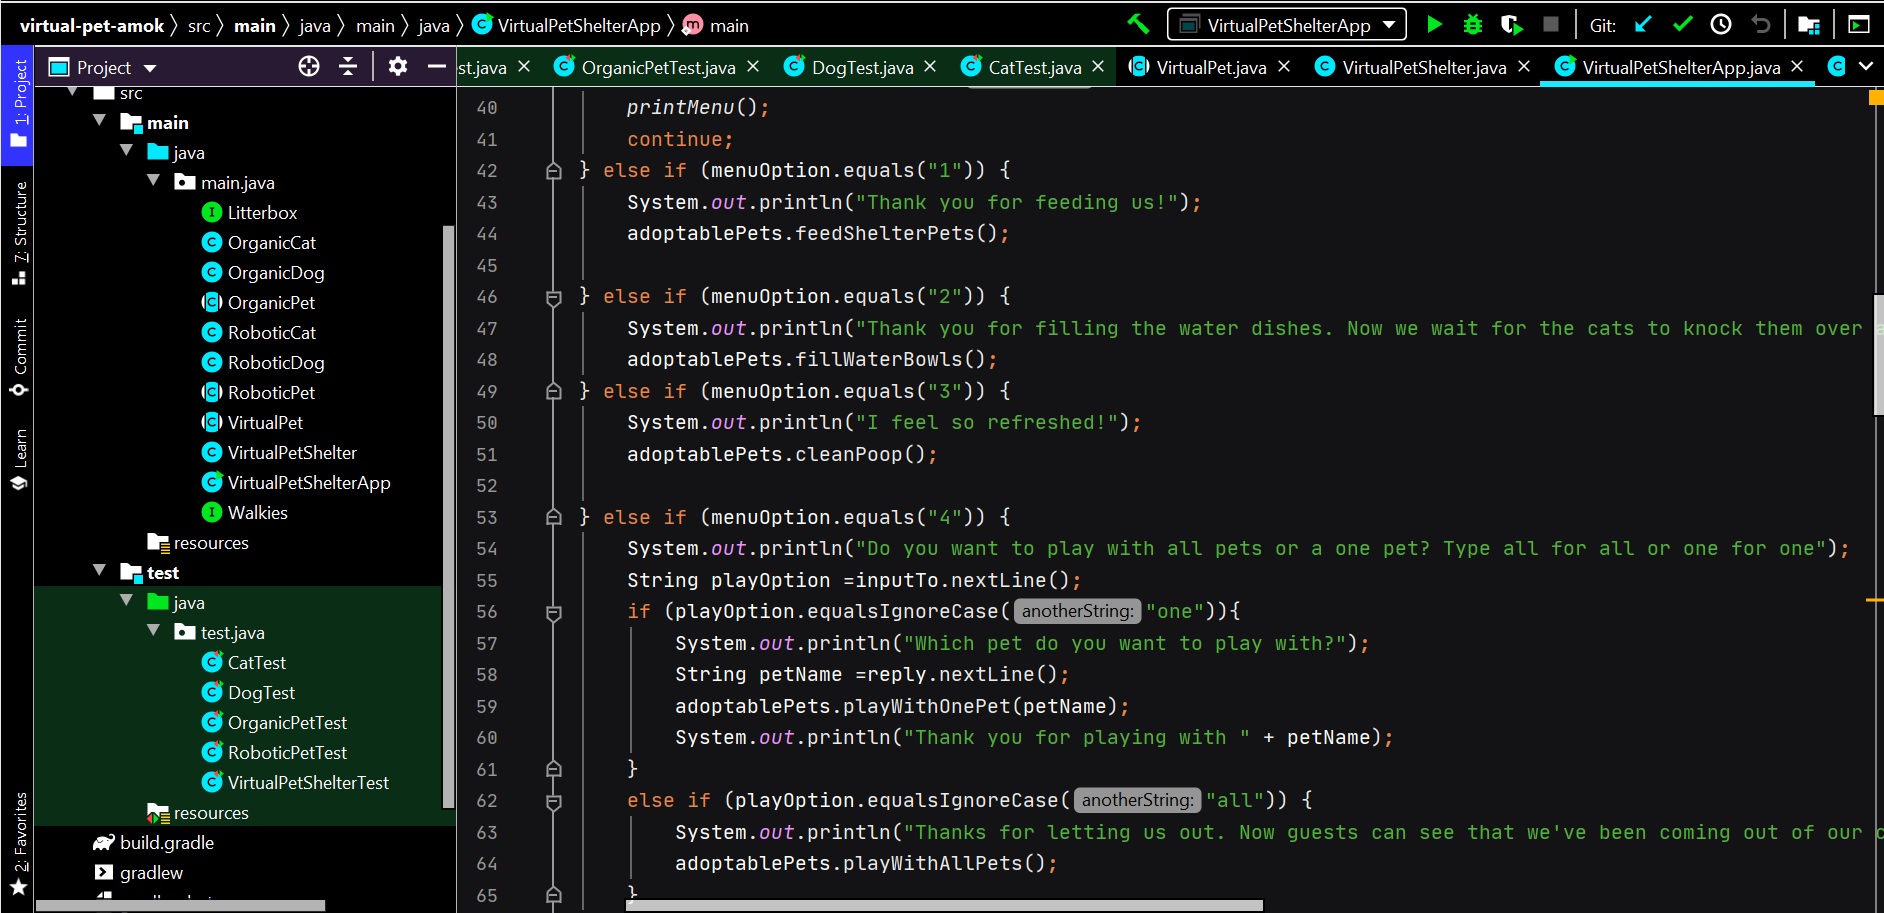 virtual-pet-amok src main java main java VirtualPetShelterApp main VirtualPetShelterApp Git:
Project st.java OrganicPetTest.java DogTest.java CatTest.java VirtualPet.java VirtualPetShelter.java VirtualPetShelterApp.java
1: Project
7: Structure
Commit
Learn
2: Favorites
src
main
java
main.java
Litterbox
OrganicCat
OrganicDog
OrganicPet
RoboticCat
RoboticDog
RoboticPet
VirtualPet
VirtualPetShelter
VirtualPetShelterApp
Walkies
resources
test
java
test.java
CatTest
DogTest
OrganicPetTest
RoboticPetTest
VirtualPetShelterTest
resources
build.gradle
gradlew
40 printMenu();
41 continue;
42 } else if (menuOption.equals("1")) {
43 System.out.println("Thank you for feeding us!");
44 adoptablePets.feedShelterPets();
45
46 } else if (menuOption.equals("2")) {
47 System.out.println("Thank you for filling the water dishes. Now we wait for the cats to knock them over
48 adoptablePets.fillWaterBowls();
49 } else if (menuOption.equals("3")) {
50 System.out.println("I feel so refreshed!");
51 adoptablePets.cleanPoop();
52
53 } else if (menuOption.equals("4")) {
54 System.out.println("Do you want to play with all pets or a one pet? Type all for all or one for one");
55 String playOption =inputTo.nextLine();
56 if (playOption.equalsIgnoreCase( anotherString: "one")){
57 System.out.println("Which pet do you want to play with?");
58 String petName =reply.nextLine();
59 adoptablePets.playWithOnePet(petName);
60 System.out.println("Thank you for playing with " + petName);
61 }
62 else if (playOption.equalsIgnoreCase( anotherString: "all")) {
63 System.out.println("Thanks for letting us out. Now guests can see that we've been coming out of our
64 adoptablePets.playWithAllPets();
65 }